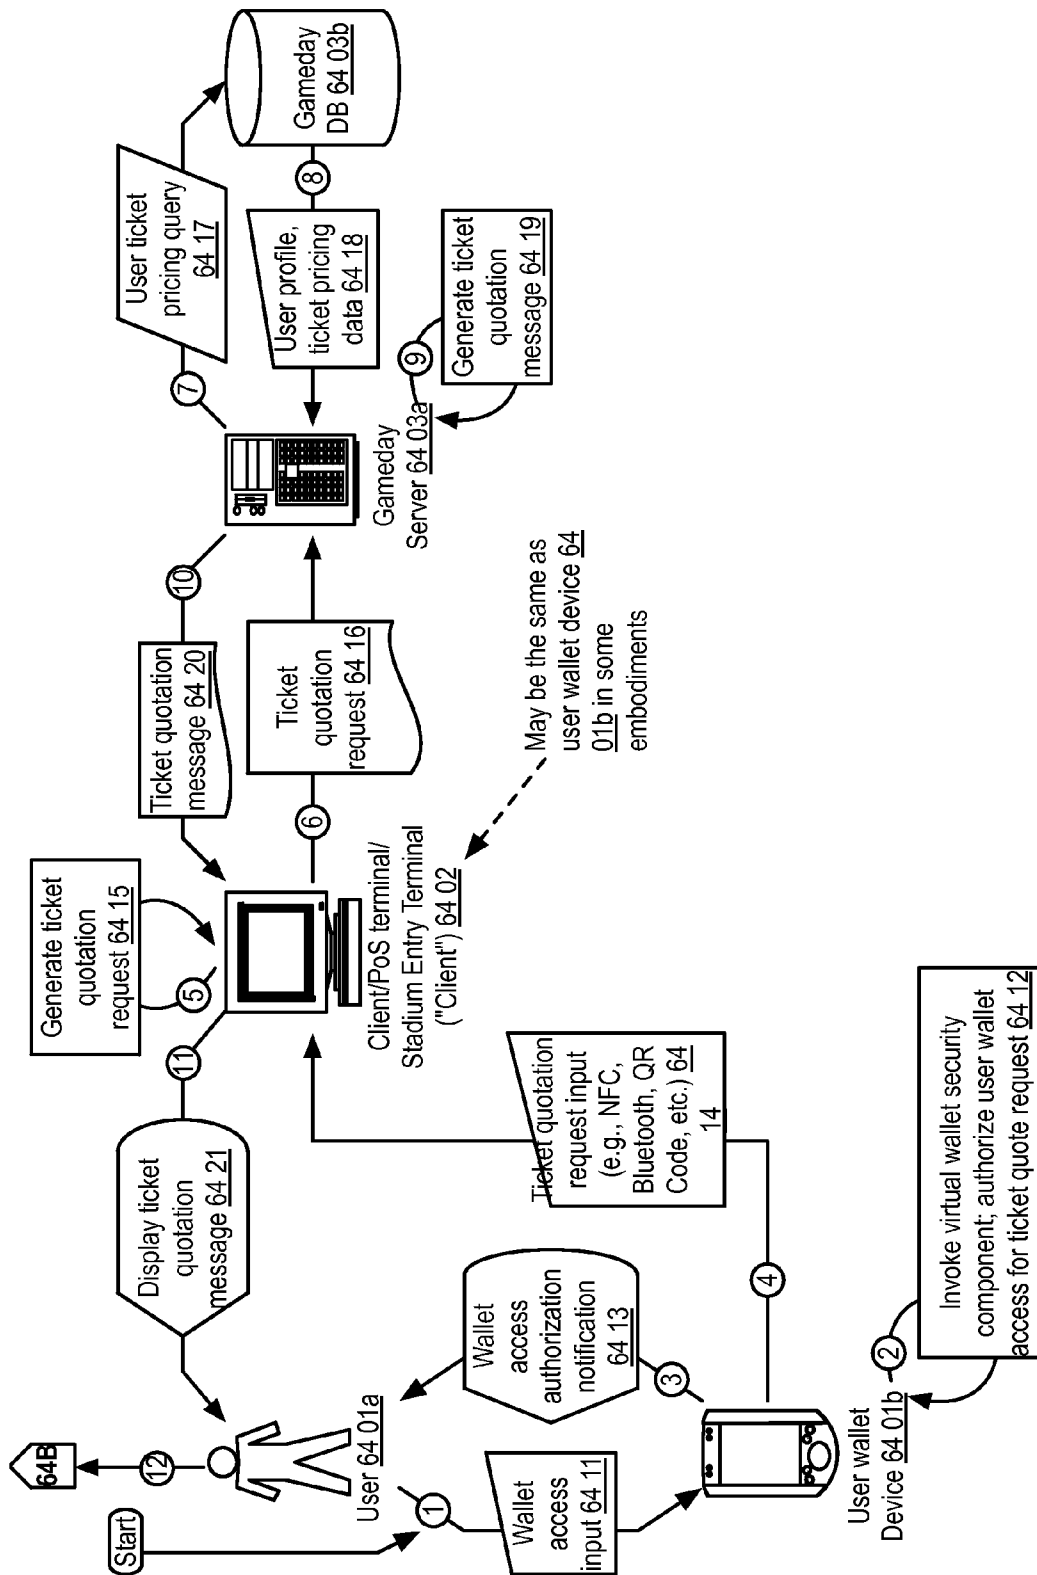 Start
64B
12
User 64 01a
1
Wallet
access
input 64 11
User wallet
Device 64 01b
2
Invoke virtual wallet security
component; authorize user wallet
access for ticket quote request 64 12
3
Wallet
access
authorization
notification
64 13
4
Ticket quotation
request input
(e.g., NFC,
Bluetooth, QR
Code, etc.) 64
14
Client/PoS terminal/
Stadium Entry Terminal
("Client") 64 02
May be the same as
user wallet device 64
01b in some
embodiments
5
Generate ticket
quotation
request 64 15
6
Ticket
quotation
request 64 16
Gameday
Server 64 03a
7
User ticket
pricing query
64 17
Gameday
DB 64 03b
8
User profile,
ticket pricing
data 64 18
9
Generate ticket
quotation
message 64 19
10
Ticket quotation
message 64 20
11
Display ticket
quotation
message 64 21